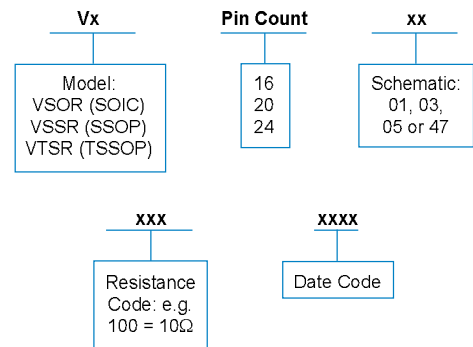 Vx
Pin Count
xx
Model:
VSOR (SOIC)
VSSR (SSOP)
VTSR (TSSOP)
16
20
24
Schematic:
01, 03,
05 or 47
xxx
xxxx
Resistance
Code: e.g.
100 = 10Ω
Date Code